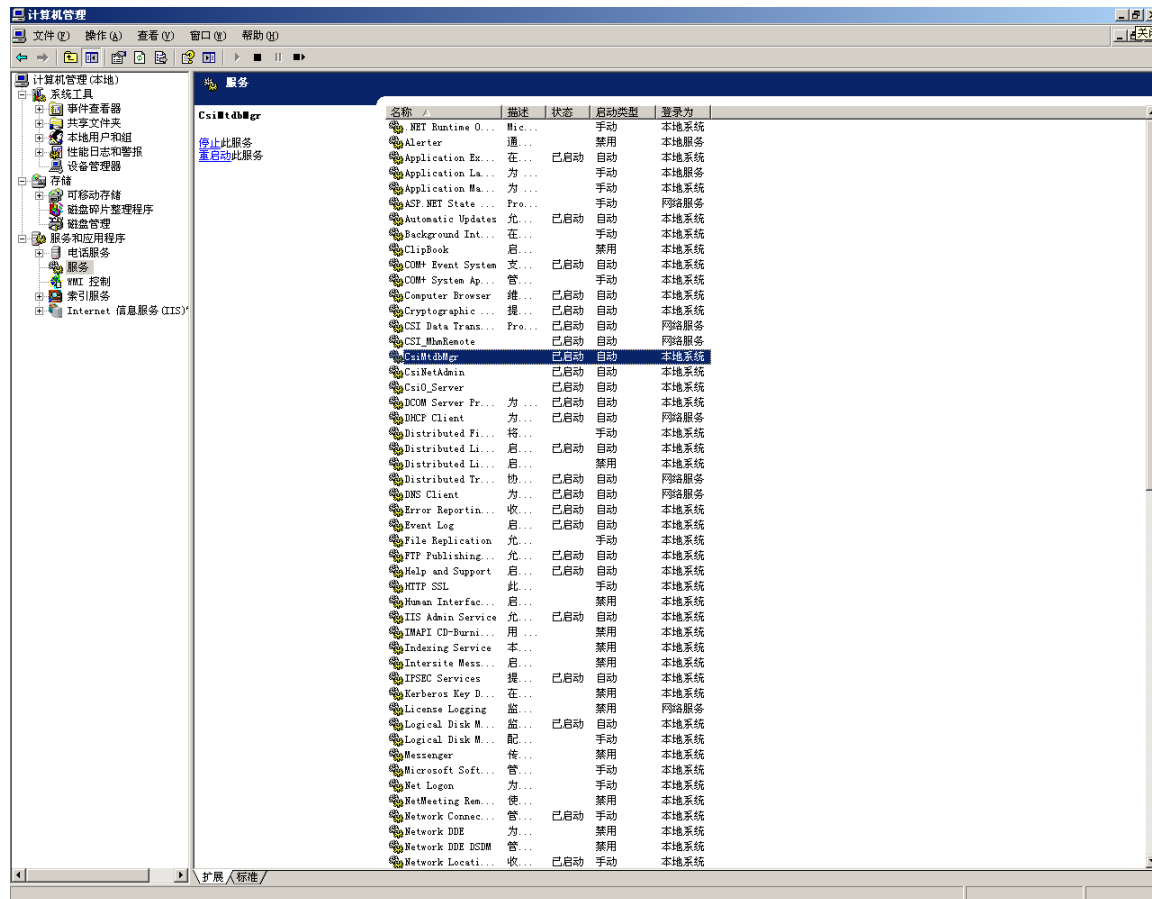 计算机管理
文件(F) 操作(A) 查看(V) 窗口(W) 帮助(H)
关闭
计算机管理(本地)
系统工具
事件查看器
共享文件夹
本地用户和组
性能日志和警报
设备管理器
存储
可移动存储
磁盘碎片整理程序
磁盘管理
服务和应用程序
电话服务
服务
WMI 控制
索引服务
Internet 信息服务(IIS)
服务
CsiMtdbMgr
停止此服务
重启动此服务
名称 描述 状态 启动类型 登录为
.NET Runtime O... Mic... 手动 本地系统
Alerter 通... 禁用 本地服务
Application Ex... 在... 已启动 自动 本地系统
Application La... 为 ... 手动 本地服务
Application Ma... 为 ... 手动 本地系统
ASP.NET State ... Pro... 手动 网络服务
Automatic Updates 允... 已启动 自动 本地系统
Background Int... 在... 手动 本地系统
ClipBook 启... 禁用 本地系统
COM+ Event System 支... 已启动 自动 本地系统
COM+ System Ap... 管... 手动 本地系统
Computer Browser 维... 已启动 自动 本地系统
Cryptographic ... 提... 已启动 自动 本地系统
CSI Data Trans... Pro... 已启动 自动 网络服务
CSI_MhmRemote 已启动 自动 网络服务
CsiMtdbMgr 已启动 自动 本地系统
CsiNetAdmin 已启动 自动 本地系统
CsiO_Server 已启动 自动 本地系统
DCOM Server Pr... 为 ... 已启动 自动 本地系统
DHCP Client 为... 已启动 自动 网络服务
Distributed Fi... 将... 手动 本地系统
Distributed Li... 启... 已启动 自动 本地系统
Distributed Li... 启... 禁用 本地系统
Distributed Tr... 协... 已启动 自动 网络服务
DNS Client 为... 已启动 自动 网络服务
Error Reportin... 收... 已启动 自动 本地系统
Event Log 启... 已启动 自动 本地系统
File Replication 允... 手动 本地系统
FTP Publishing... 允... 已启动 自动 本地系统
Help and Support 启... 已启动 自动 本地系统
HTTP SSL 此... 手动 本地系统
Human Interfac... 启... 禁用 本地系统
IIS Admin Service 允... 已启动 自动 本地系统
IMAPI CD-Burni... 用 ... 禁用 本地系统
Indexing Service 本... 禁用 本地系统
Intersite Mess... 启... 禁用 本地系统
IPSEC Services 提... 已启动 自动 本地系统
Kerberos Key D... 在... 禁用 本地系统
License Logging 监... 禁用 网络服务
Logical Disk M... 监... 已启动 自动 本地系统
Logical Disk M... 配... 手动 本地系统
Messenger 传... 禁用 本地系统
Microsoft Soft... 管... 手动 本地系统
Net Logon 为... 手动 本地系统
NetMeeting Rem... 使... 禁用 本地系统
Network Connec... 管... 已启动 手动 本地系统
Network DDE 为... 禁用 本地系统
Network DDE DSDM 管... 禁用 本地系统
Network Locati... 收... 已启动 手动 本地系统
扩展 标准